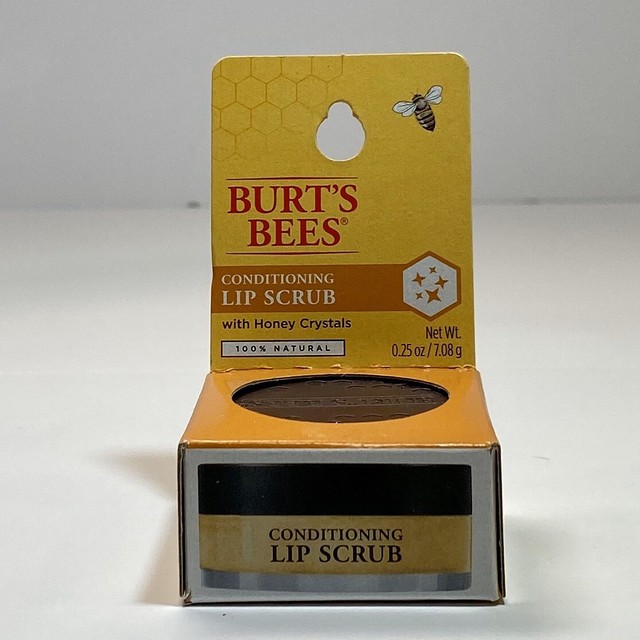 BURT'S
BEES®
CONDITIONING
LIP SCRUB
with Honey Crystals
100% NATURAL
Net Wt.
0.25 oz / 7.08 g
CONDITIONING
LIP SCRUB